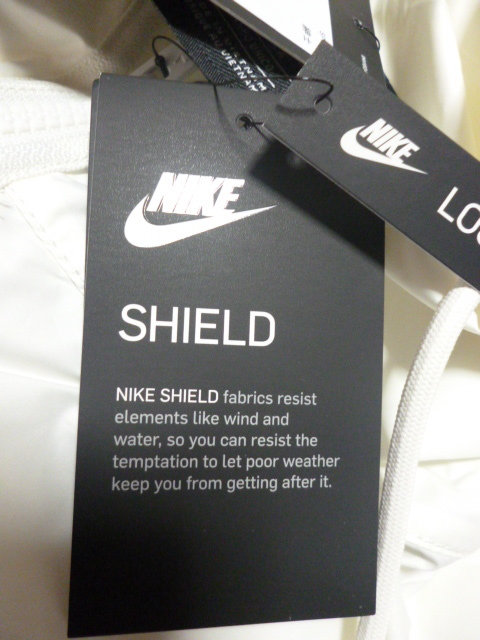 VIETNAM
NIKE
LO
NIKE
SHIELD
NIKE SHIELD fabrics resist
elements like wind and
water, so you can resist the
temptation to let poor weather
keep you from getting after it.